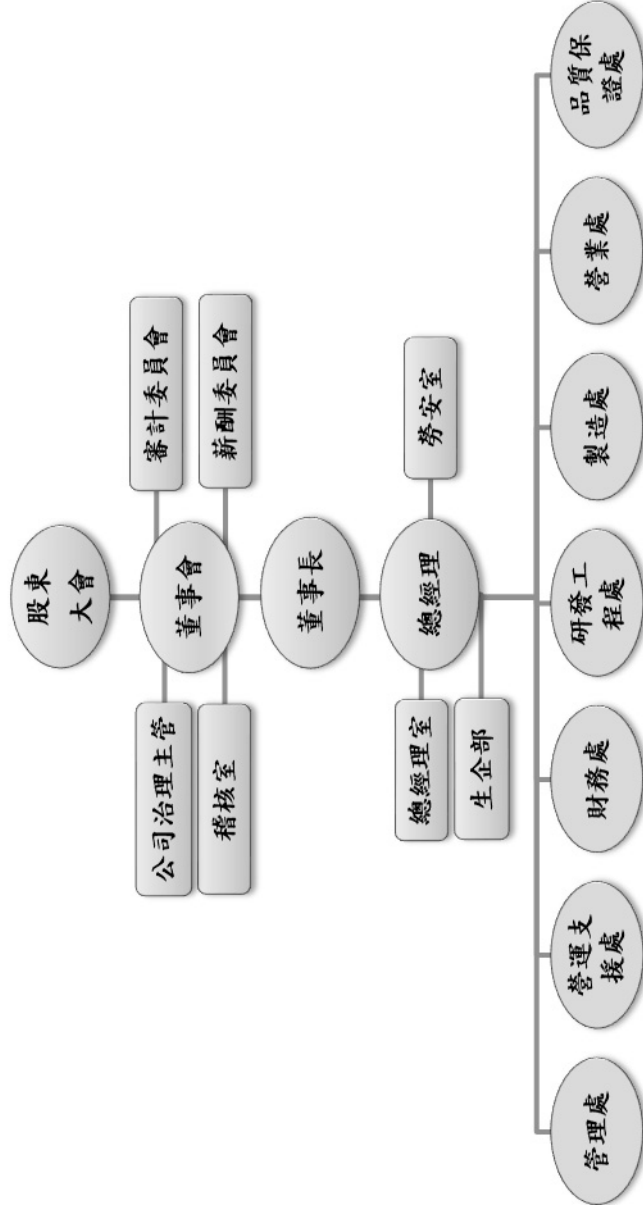 股東
大會
公司治理主管
審計委員會
董事會
稽核室
薪酬委員會
董事長
總經理室
勞安室
總經理
生企部
管理處
營運支
援處
財務處
研發工
程處
製造處
營業處
品質保
證處